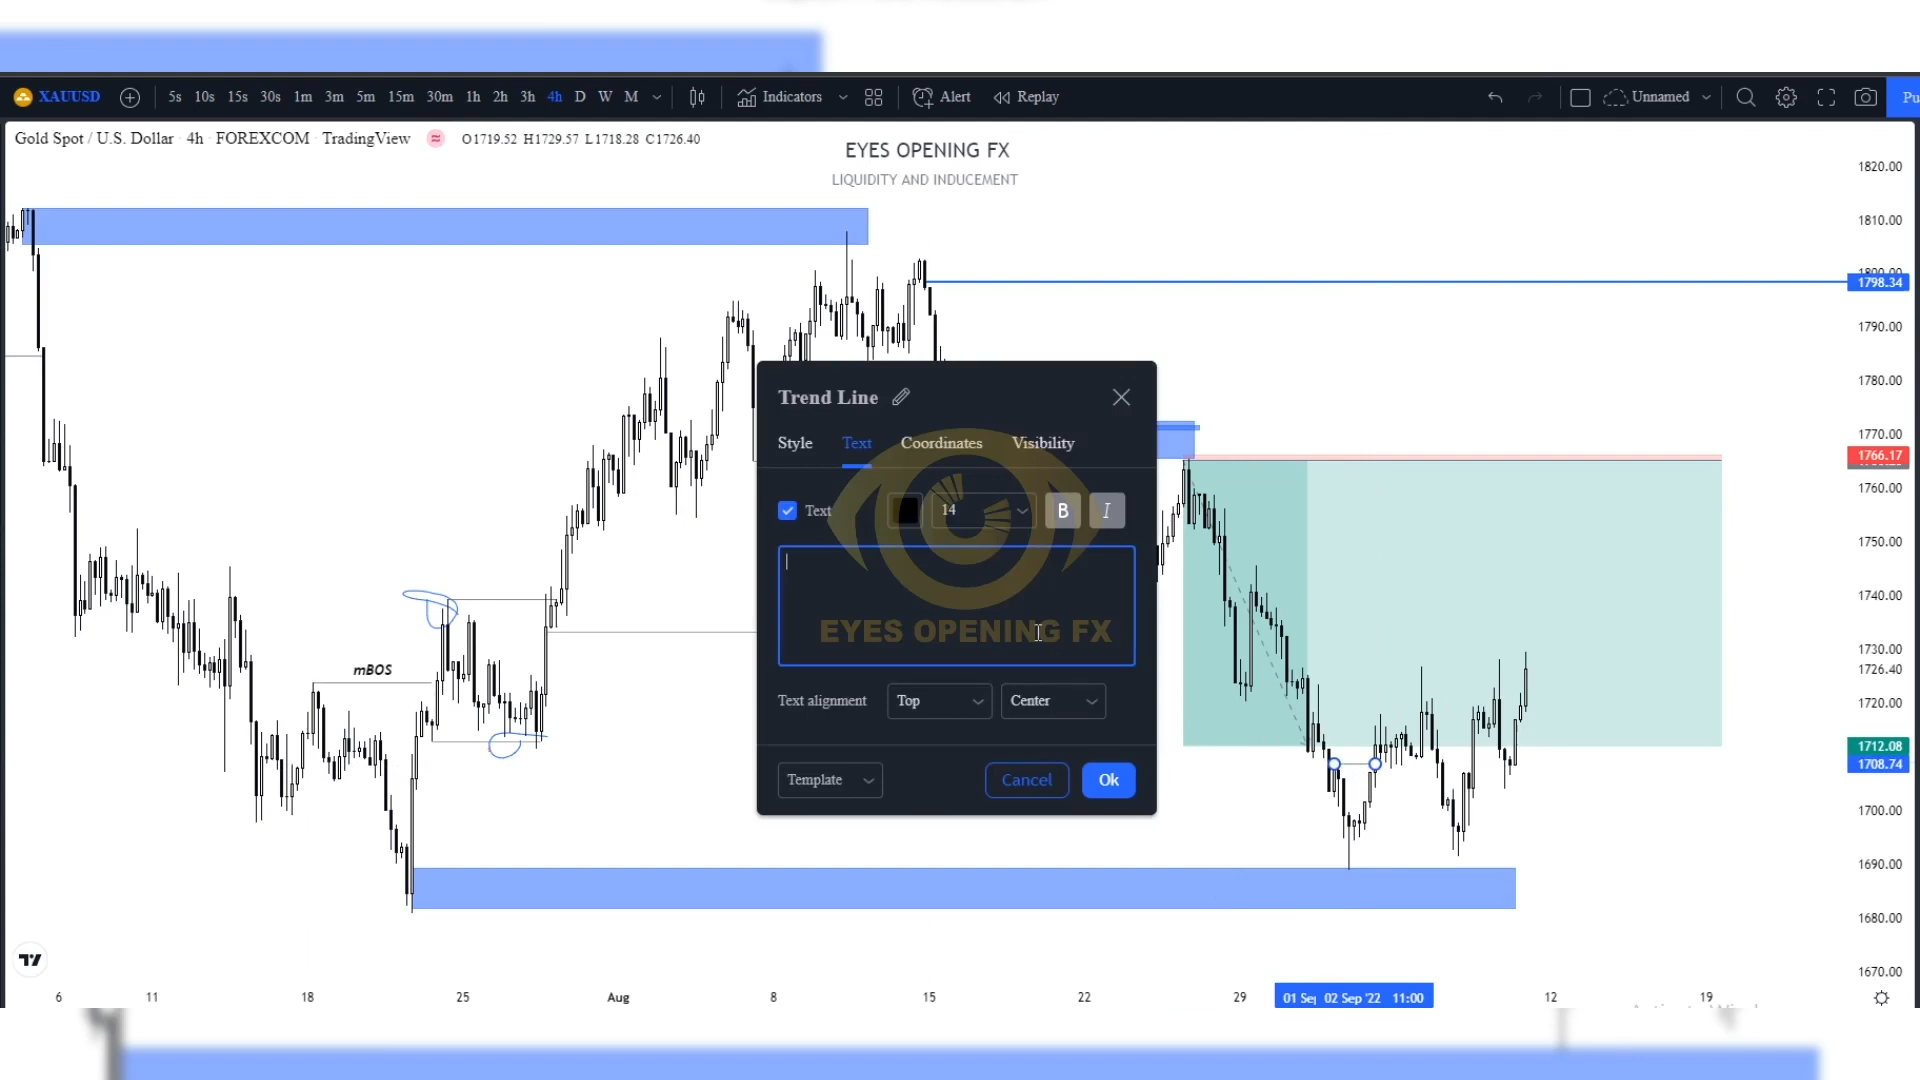 XAUUSD 5s 10s 15s 30s 1m 3m 5m 15m 30m 1h 2h 3h 4h D W M Indicators Alert Replay Unnamed Pu
Gold Spot / U.S. Dollar · 4h · FOREXCOM · TradingView O1719.52 H1729.57 L1718.28 C1726.40
EYES OPENING FX
LIQUIDITY AND INDUCEMENT
1820.00
1810.00
1800.00
1798.34
1790.00
1780.00
1770.00
1766.17
1760.00
1750.00
1740.00
1730.00
1726.40
1720.00
1712.08
1708.74
1700.00
1690.00
1680.00
1670.00
mBOS
Trend Line
Style Text Coordinates Visibility
Text 14 B I
EYES OPENING FX
Text alignment Top Center
Template Cancel Ok
6 11 18 25 Aug 8 15 22 29 01 Sep 02 Sep '22 11:00 12 19